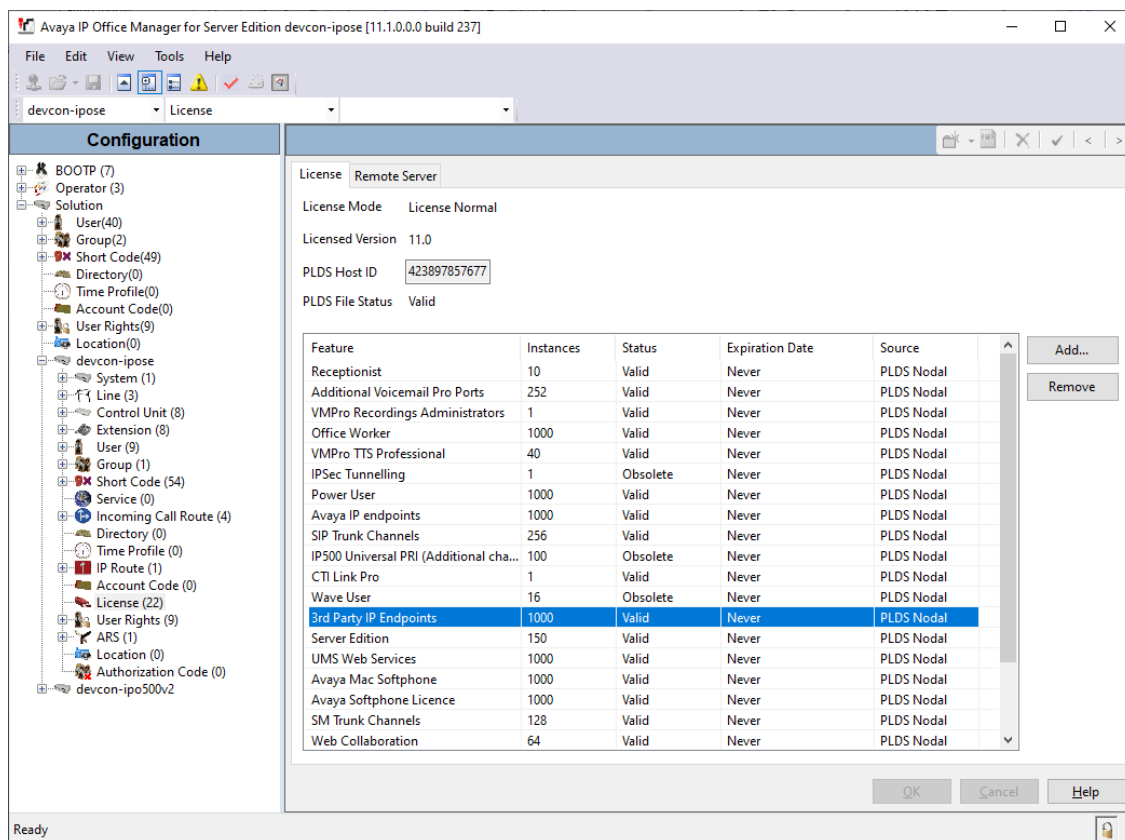 Avaya IP Office Manager for Server Edition devcon-ipose [11.1.0.0.0 build 237]
File Edit View Tools Help
devcon-ipose License
Configuration
BOOTP (7)
Operator (3)
Solution
User(40)
Group(2)
Short Code(49)
Directory(0)
Time Profile(0)
Account Code(0)
User Rights(9)
Location(0)
devcon-ipose
System (1)
Line (3)
Control Unit (8)
Extension (8)
User (9)
Group (1)
Short Code (54)
Service (0)
Incoming Call Route (4)
Directory (0)
Time Profile (0)
IP Route (1)
Account Code (0)
License (22)
User Rights (9)
ARS (1)
Location (0)
Authorization Code (0)
devcon-ipo500v2
License Remote Server
License Mode License Normal
Licensed Version 11.0
PLDS Host ID 423897857677
PLDS File Status Valid
Feature Instances Status Expiration Date Source
Receptionist 10 Valid Never PLDS Nodal
Additional Voicemail Pro Ports 252 Valid Never PLDS Nodal
VMPro Recordings Administrators 1 Valid Never PLDS Nodal
Office Worker 1000 Valid Never PLDS Nodal
VMPro TTS Professional 40 Valid Never PLDS Nodal
IPSec Tunnelling 1 Obsolete Never PLDS Nodal
Power User 1000 Valid Never PLDS Nodal
Avaya IP endpoints 1000 Valid Never PLDS Nodal
SIP Trunk Channels 256 Valid Never PLDS Nodal
IP500 Universal PRI (Additional cha... 100 Obsolete Never PLDS Nodal
CTI Link Pro 1 Valid Never PLDS Nodal
Wave User 16 Obsolete Never PLDS Nodal
3rd Party IP Endpoints 1000 Valid Never PLDS Nodal
Server Edition 150 Valid Never PLDS Nodal
UMS Web Services 1000 Valid Never PLDS Nodal
Avaya Mac Softphone 1000 Valid Never PLDS Nodal
Avaya Softphone Licence 1000 Valid Never PLDS Nodal
SM Trunk Channels 128 Valid Never PLDS Nodal
Web Collaboration 64 Valid Never PLDS Nodal
Add...
Remove
OK Cancel Help
Ready